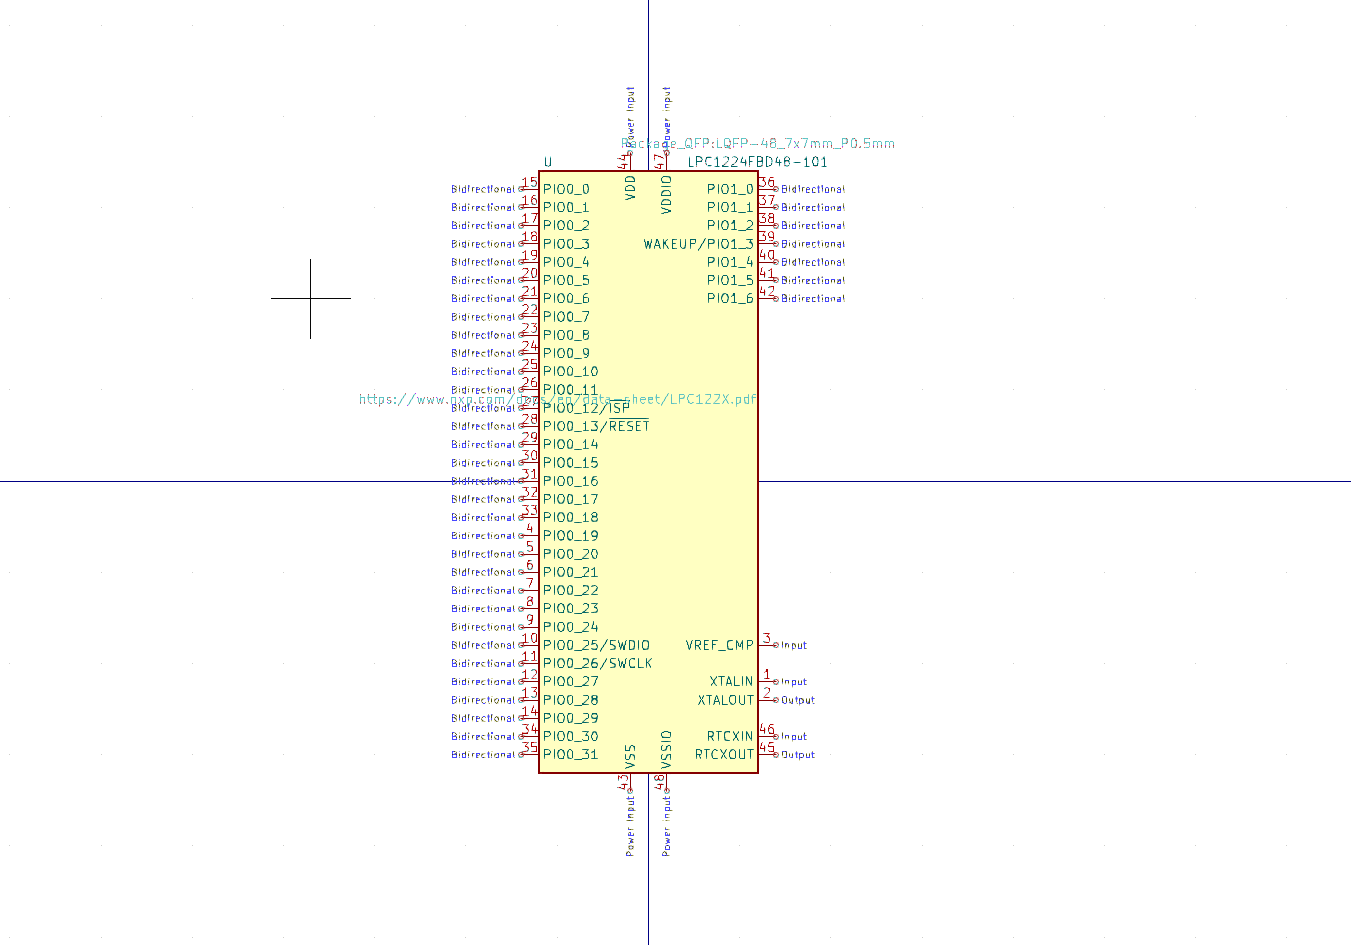 Power Input Power Input
Package_QFP:LQFP-48_7x7mm_P0.5mm
U 44 47 LPC1224FBD48-101
VDD VDDIO
Bidirectional 15 PIO0_0 PIO1_0 36 Bidirectional
Bidirectional 16 PIO0_1 PIO1_1 37 Bidirectional
Bidirectional 17 PIO0_2 PIO1_2 38 Bidirectional
Bidirectional 18 PIO0_3 WAKEUP/PIO1_3 39 Bidirectional
Bidirectional 19 PIO0_4 PIO1_4 40 Bidirectional
Bidirectional 20 PIO0_5 PIO1_5 41 Bidirectional
Bidirectional 21 PIO0_6 PIO1_6 42 Bidirectional
Bidirectional 22 PIO0_7
Bidirectional 23 PIO0_8
Bidirectional 24 PIO0_9
Bidirectional 25 PIO0_10
Bidirectional 26 PIO0_11
https://www.nxp.com/docs/en/data-sheet/LPC122X.pdf
Bidirectional 27 PIO0_12/ISP
Bidirectional 28 PIO0_13/RESET
Bidirectional 29 PIO0_14
Bidirectional 30 PIO0_15
Bidirectional 31 PIO0_16
Bidirectional 32 PIO0_17
Bidirectional 33 PIO0_18
Bidirectional 4 PIO0_19
Bidirectional 5 PIO0_20
Bidirectional 6 PIO0_21
Bidirectional 7 PIO0_22
Bidirectional 8 PIO0_23
Bidirectional 9 PIO0_24
Bidirectional 10 PIO0_25/SWDIO VREF_CMP 3 Input
Bidirectional 11 PIO0_26/SWCLK
Bidirectional 12 PIO0_27 XTALIN 1 Input
Bidirectional 13 PIO0_28 XTALOUT 2 Output
Bidirectional 14 PIO0_29
Bidirectional 34 PIO0_30 RTCXIN 46 Input
Bidirectional 35 PIO0_31 RTCXOUT 45 Output
VSS VSSIO
43 48
Power Input Power Input